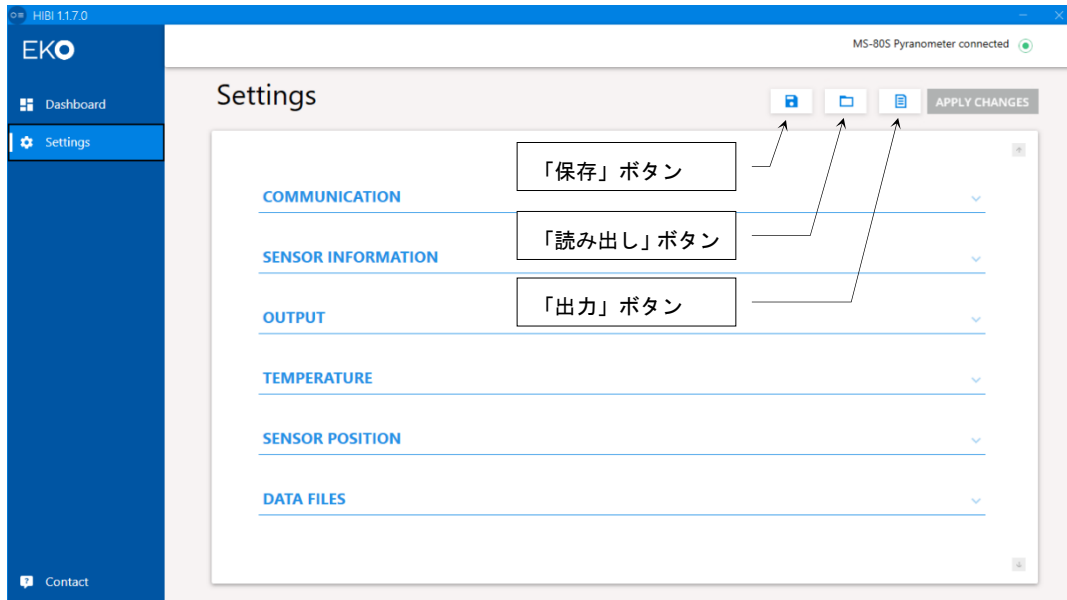 HIBI 1.1.7.0
EKO
MS-80S Pyranometer connected
Dashboard
Settings
Settings
APPLY CHANGES
「保存」ボタン
COMMUNICATION
「読み出し」ボタン
SENSOR INFORMATION
「出力」ボタン
OUTPUT
TEMPERATURE
SENSOR POSITION
DATA FILES
Contact